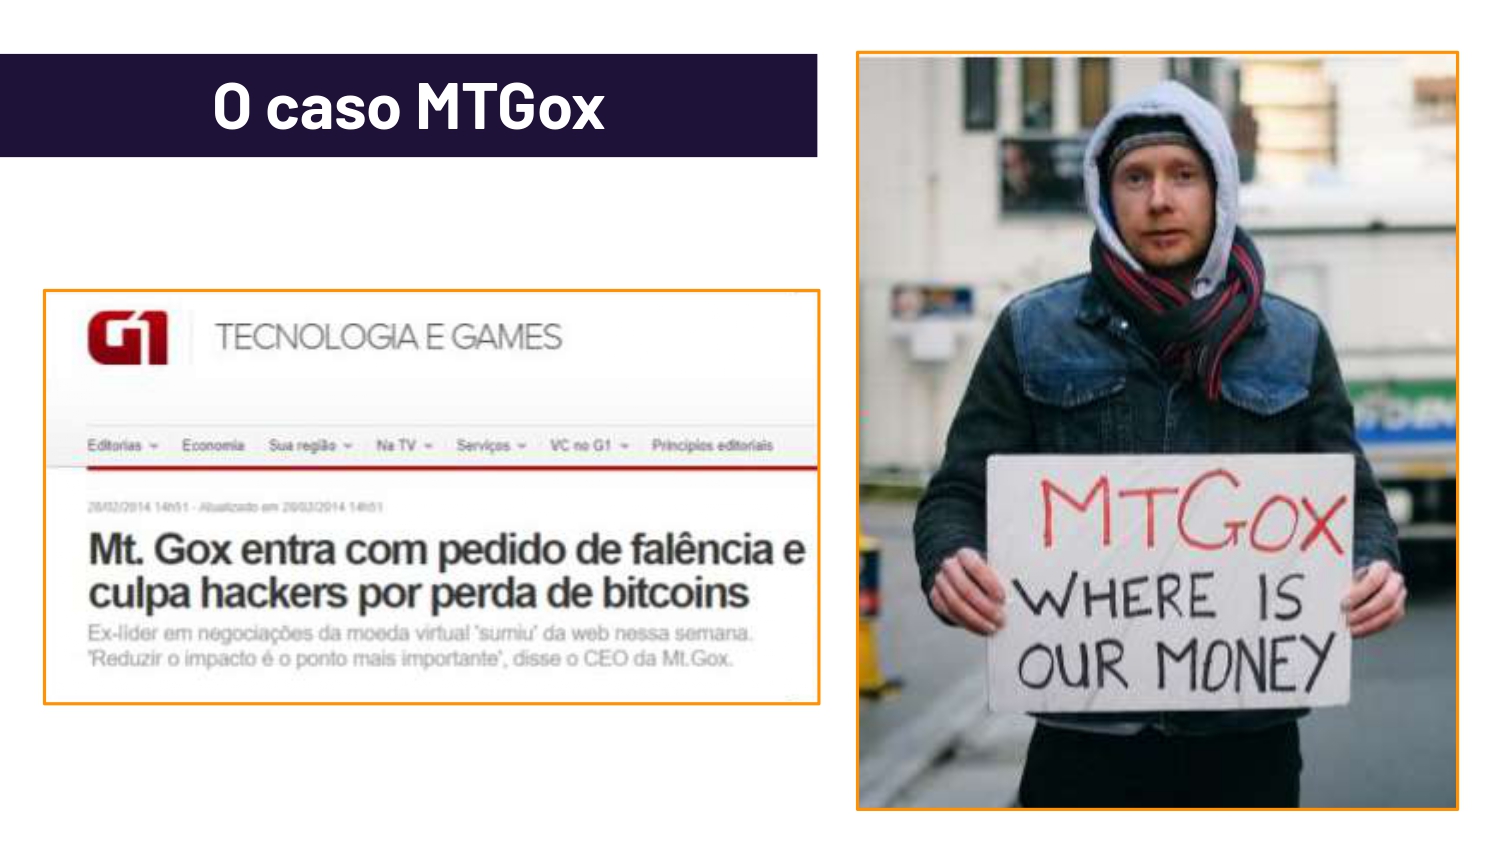 O caso MTGox
G1 TECNOLOGIA E GAMES
Editorias Economia Sua região Na TV Serviços VC no G1 Princípios editoriais
28/02/2014 14h51 - Atualizado em 28/02/2014 14h51
Mt. Gox entra com pedido de falência e
culpa hackers por perda de bitcoins
Ex-líder em negociações da moeda virtual 'sumiu' da web nessa semana.
'Reduzir o impacto é o ponto mais importante', disse o CEO da Mt.Gox.
MTGOX
WHERE IS
OUR MONEY